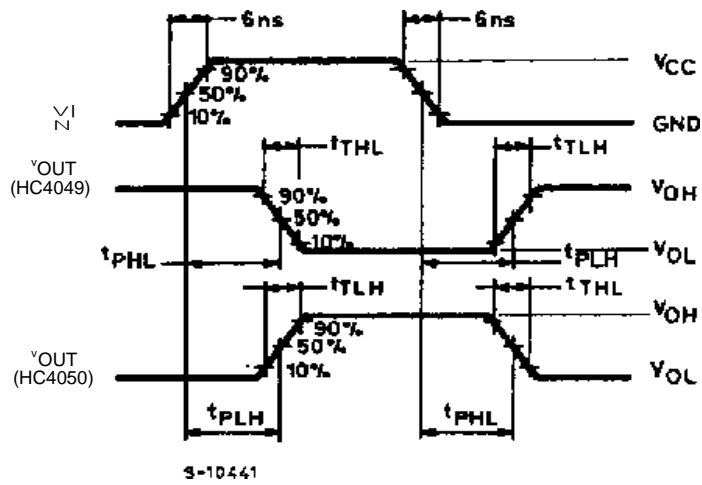 6ns 6ns
90% VCC
50%
VI
10% GND
tTHL tTLH
vOUT
(HC4049)
90% VOH
50%
10%
tPHL tPLH VOL
tTLH tTHL
90% VOH
50%
vOUT
(HC4050)
10% VOL
tPLH tPHL
S-10441